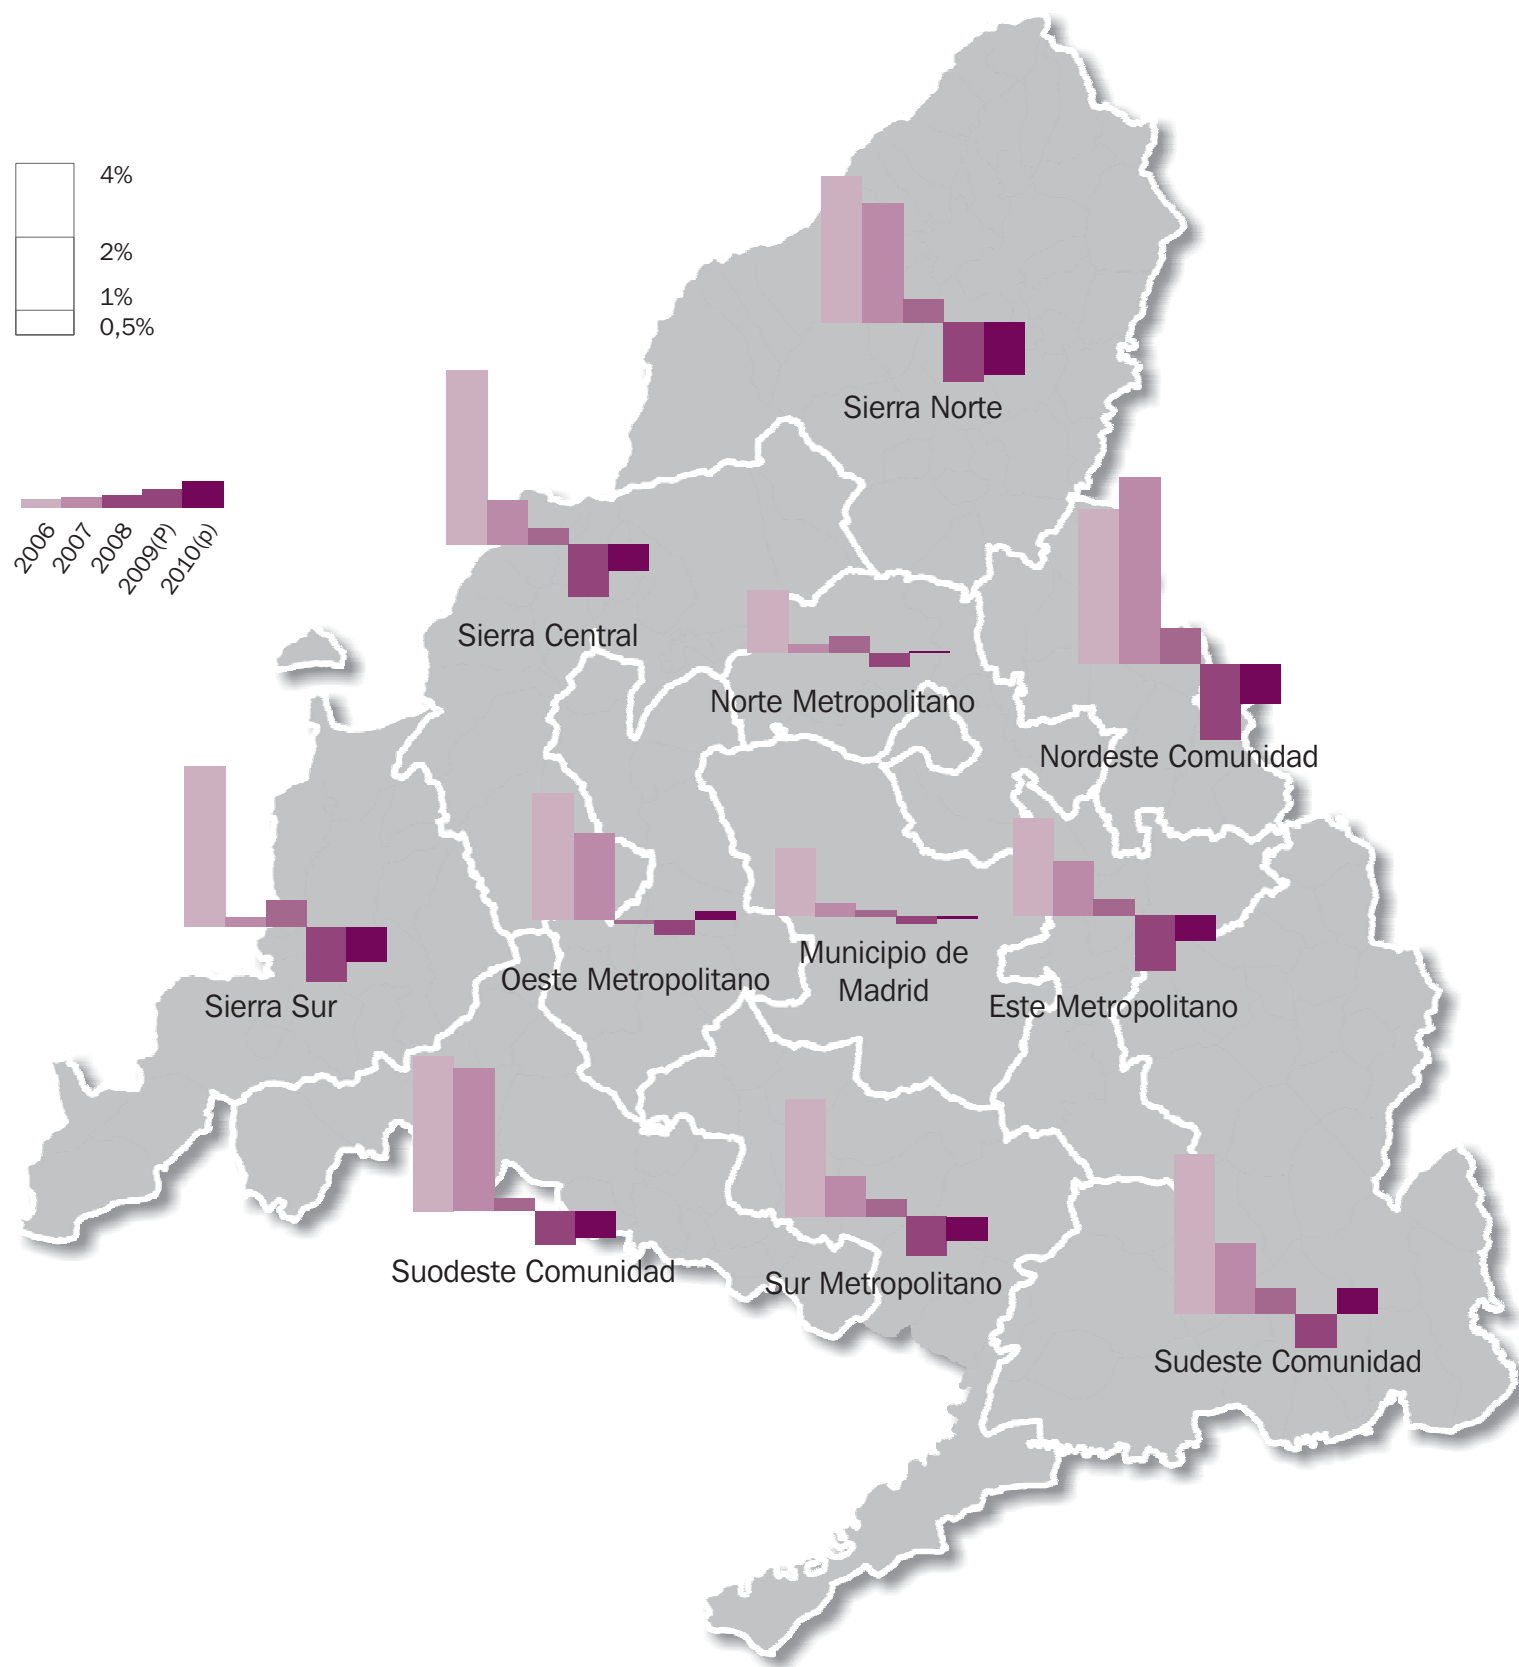 4%
2%
1%
0,5%
2006
2007
2008
2009(P)
2010(p)
Sierra Norte
Sierra Central
Norte Metropolitano
Nordeste Comunidad
Municipio de
Madrid
Oeste Metropolitano
Este Metropolitano
Sierra Sur
Suodeste Comunidad
Sur Metropolitano
Sudeste Comunidad